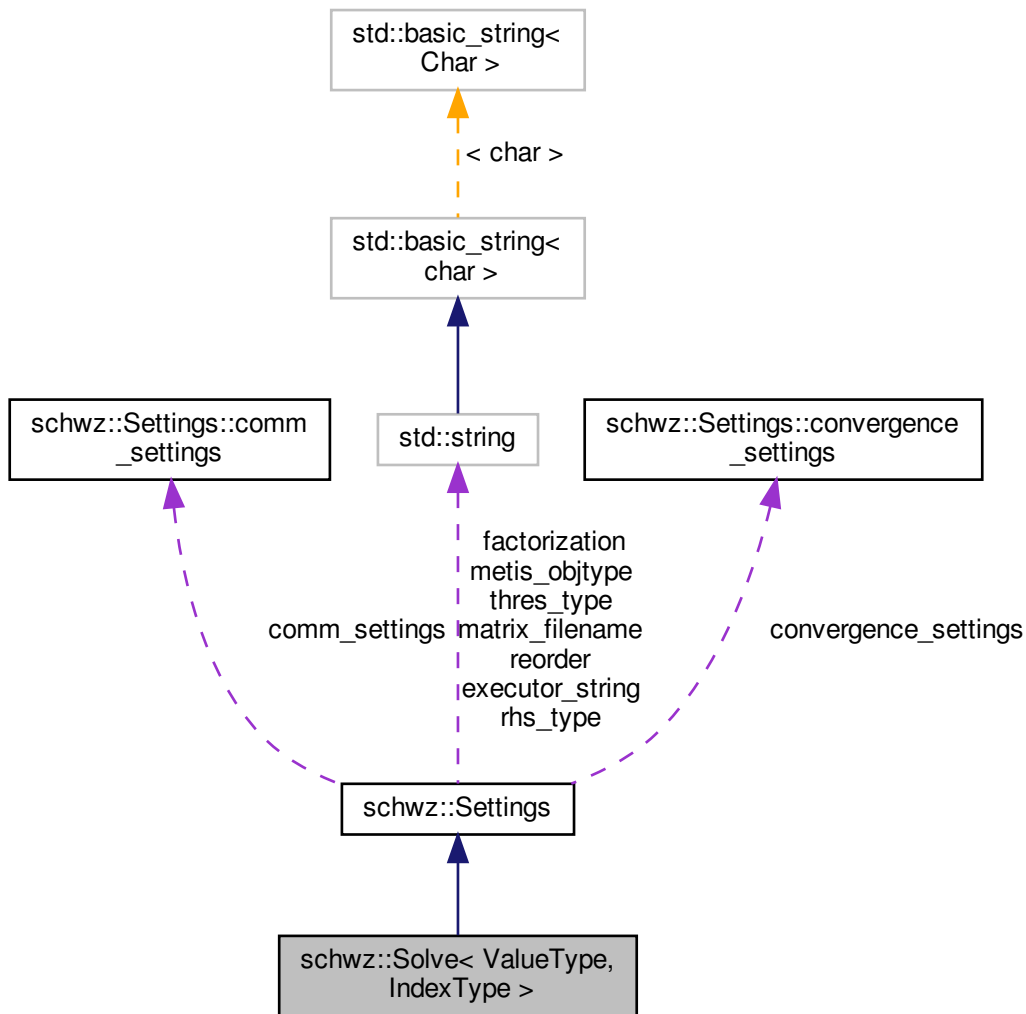 std::basic_string<
Char >
< char >
std::basic_string<
char >
schwz::Settings::comm
_settings
std::string
schwz::Settings::convergence
_settings
factorization
metis_objtype
thres_type
comm_settings
matrix_filename
convergence_settings
reorder
executor_string
rhs_type
schwz::Settings
schwz::Solve< ValueType,
IndexType >